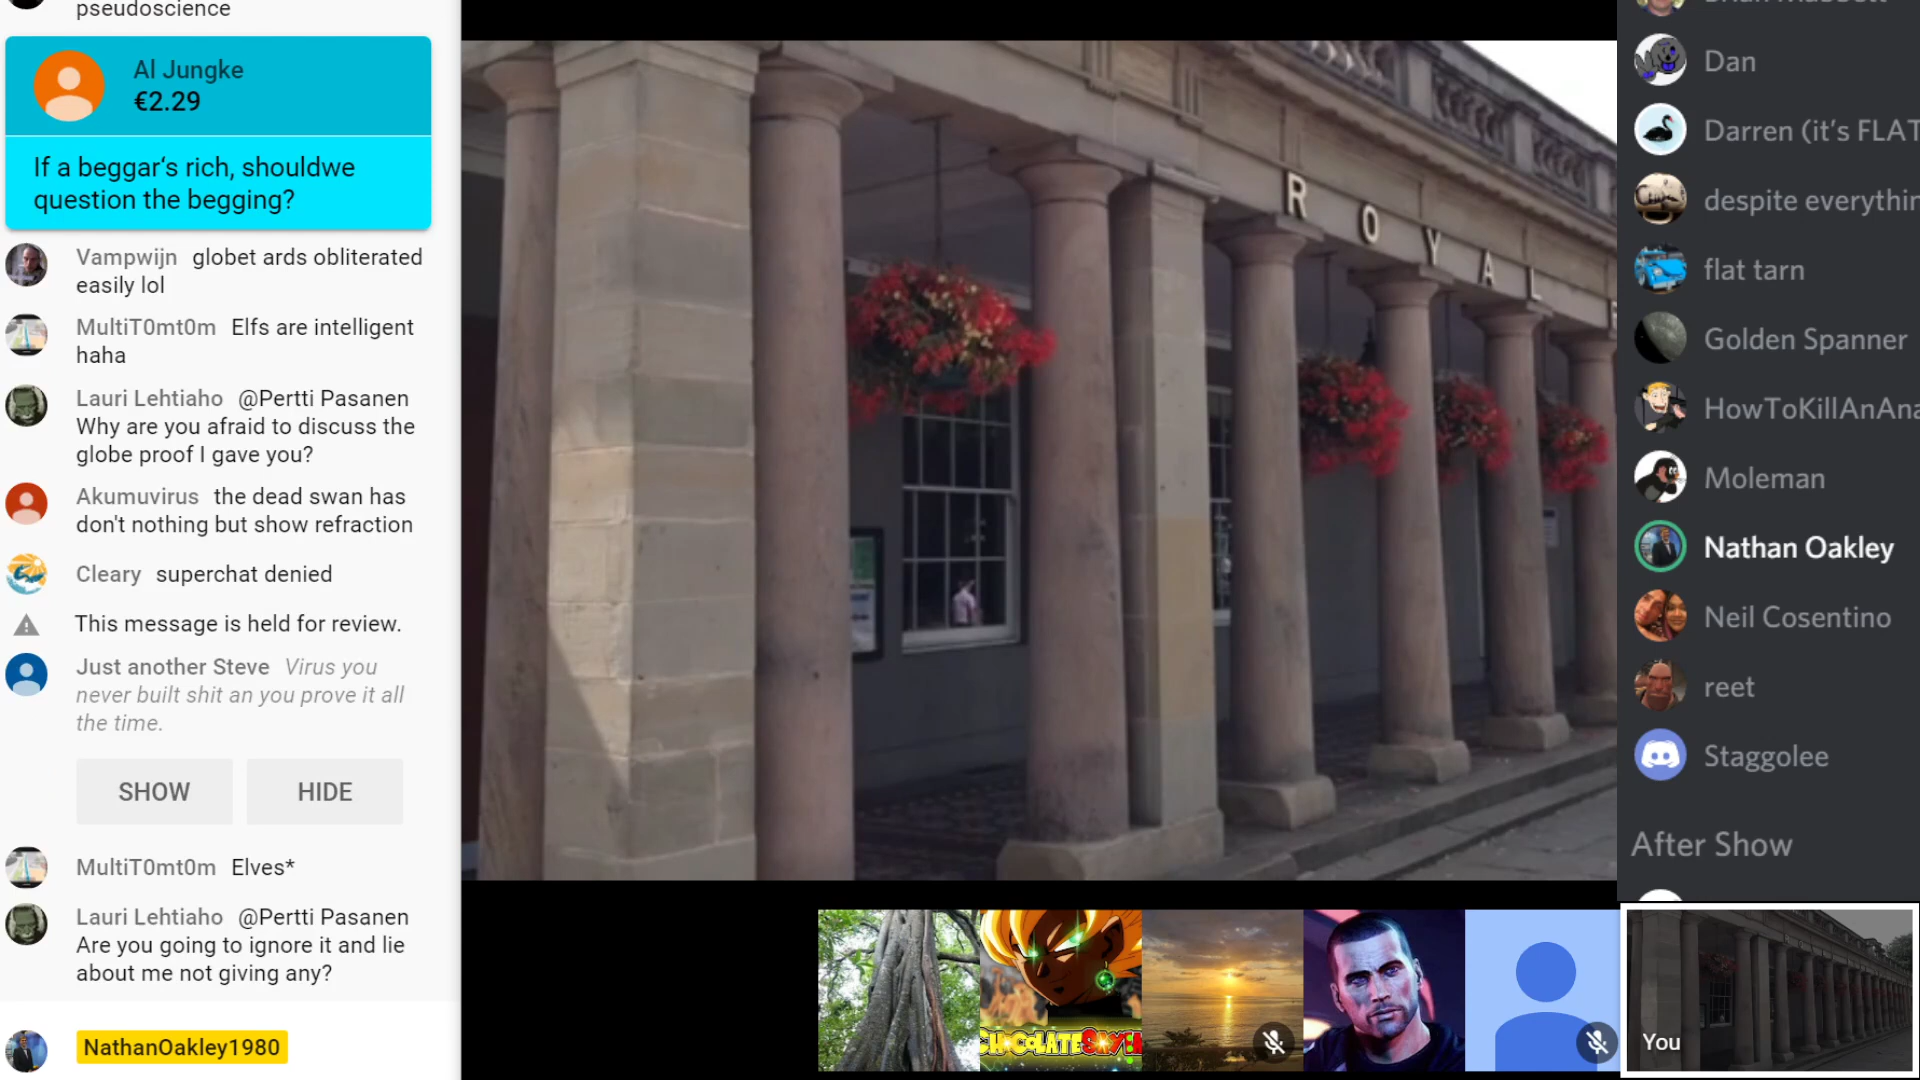 pseudoscience
Al Jungke
€2.29
If a beggar‘s rich, shouldwe
question the begging?
Vampwijn globet ards obliterated
easily lol
MultiT0mt0m Elfs are intelligent
haha
Lauri Lehtiaho @Pertti Pasanen
Why are you afraid to discuss the
globe proof I gave you?
Akumuvirus the dead swan has
don't nothing but show refraction
Cleary superchat denied
This message is held for review.
Just another Steve Virus you
never built shit an you prove it all
the time.
SHOW HIDE
MultiT0mt0m Elves*
Lauri Lehtiaho @Pertti Pasanen
Are you going to ignore it and lie
about me not giving any?
NathanOakley1980
ROYAL
CHOCOLATE
You
Dan
Darren (it’s FLAT
despite everythin
flat tarn
Golden Spanner
HowToKillAnAna
Moleman
Nathan Oakley
Neil Cosentino
reet
Staggolee
After Show